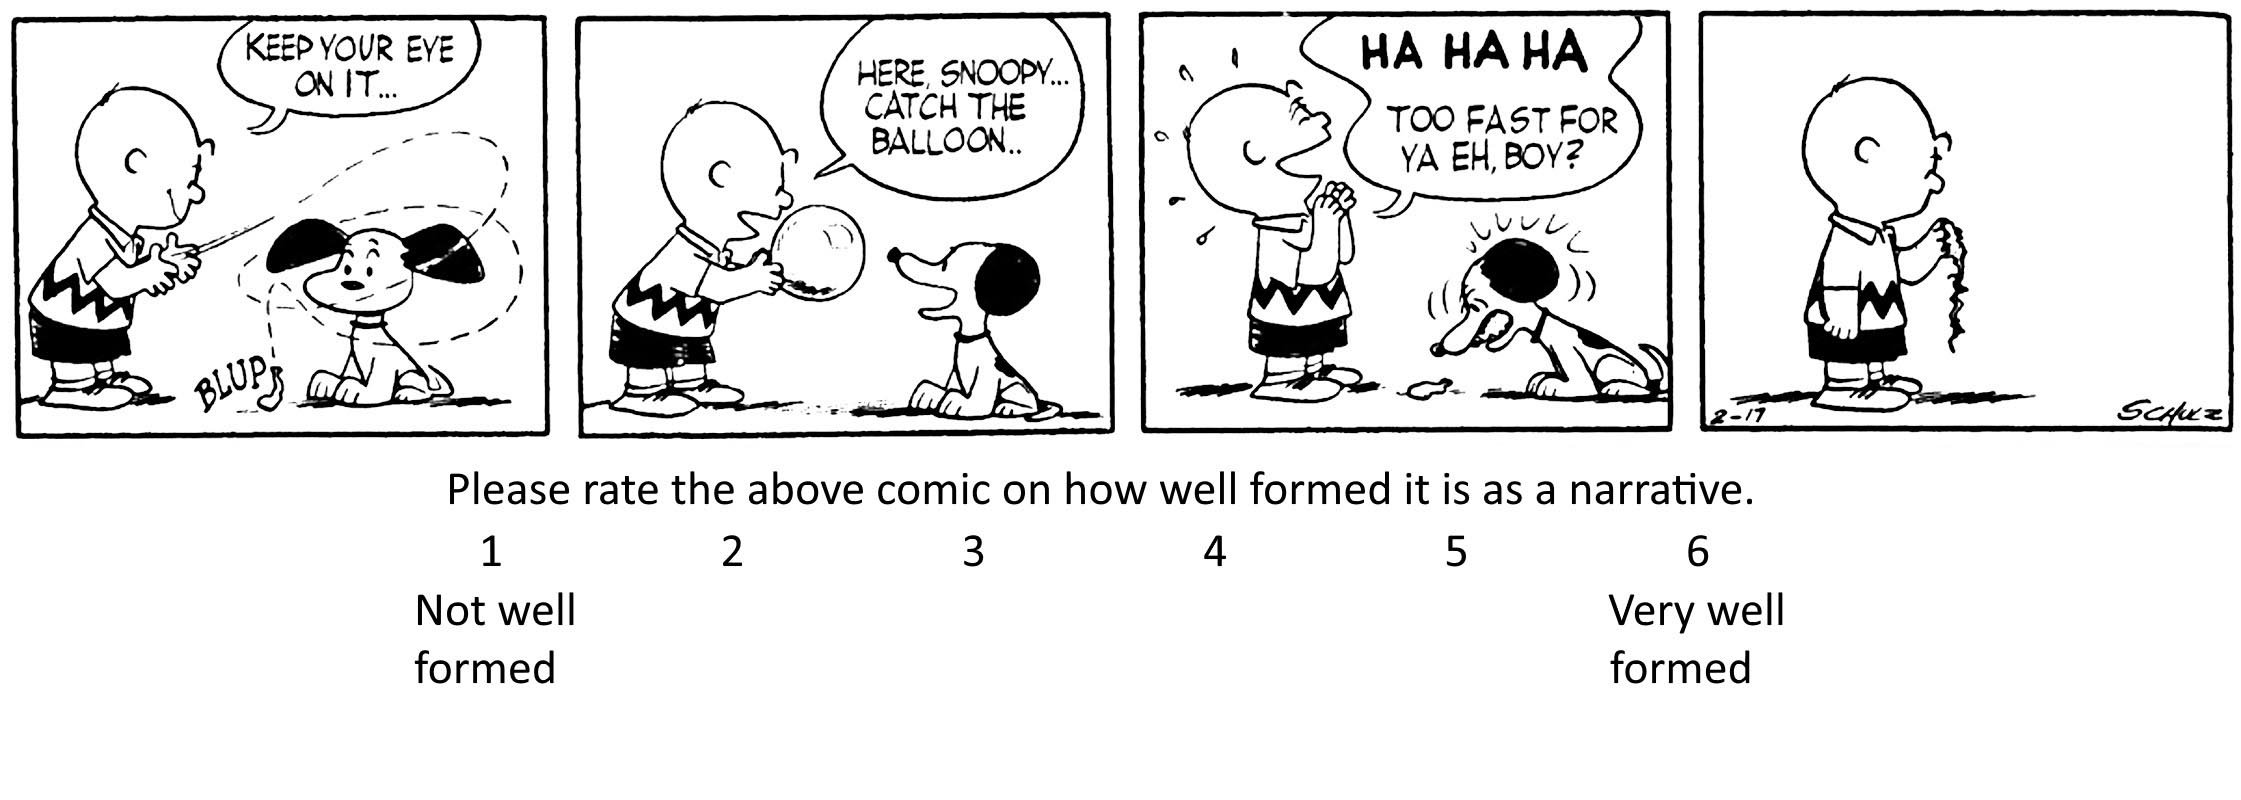 KEEP YOUR EYE
ON IT...
BLUP
HERE, SNOOPY...
CATCH THE
BALLOON..
HA HA HA
TOO FAST FOR
YA EH, BOY?
2-17
SCHULZ
Please rate the above comic on how well formed it is as a narrative.
1 2 3 4 5 6
Not well
formed
Very well
formed